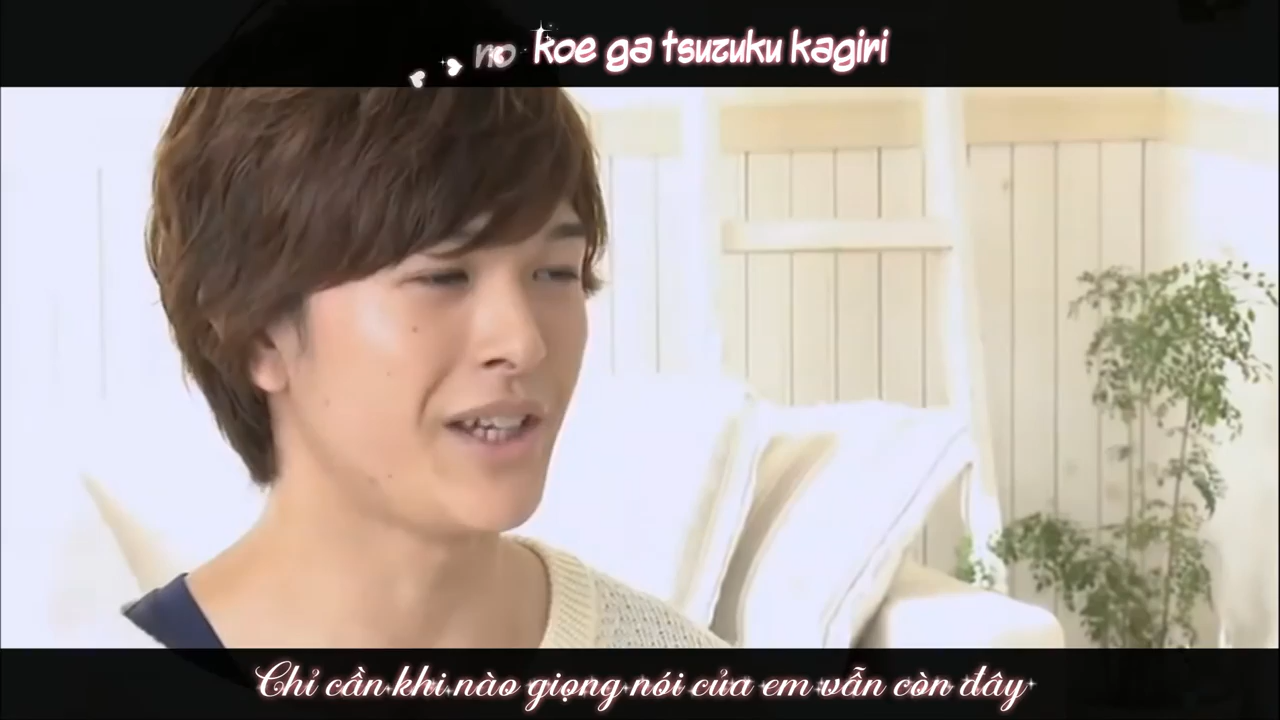 no koe ga tsuzuku kagiri
Chỉ cần khi nào giọng nói của em vẫn còn đây